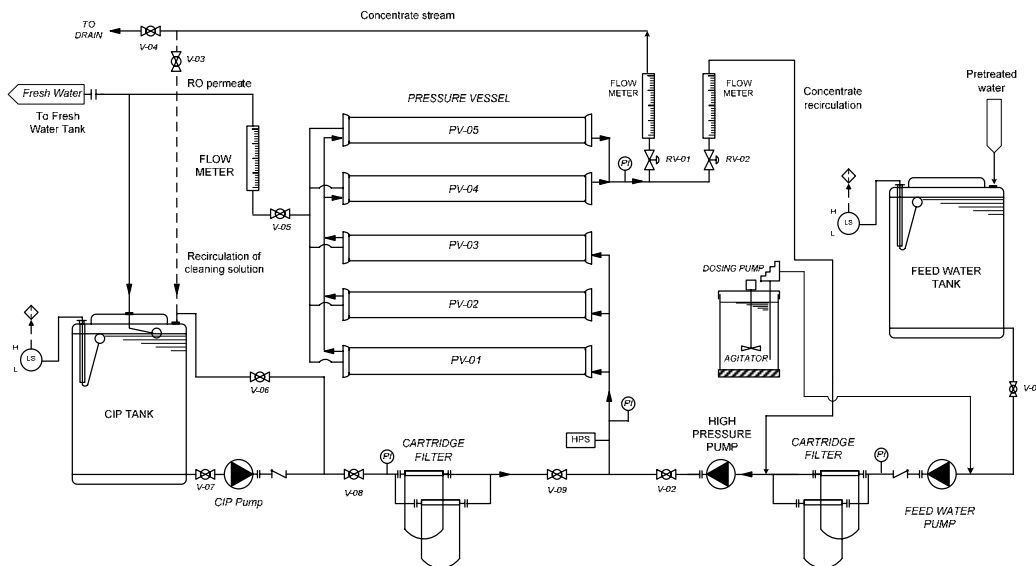 Concentrate stream
TO
DRAIN
V-04
V-03
RO permeate
Fresh Water
To Fresh
Water Tank
FLOW
METER
V-05
PRESSURE VESSEL
PV-05
PV-04
PV-03
PV-02
PV-01
PI
FLOW
METER
RV-01
FLOW
METER
RV-02
Concentrate
recirculation
Pretreated
water
H
LS
L
FEED WATER
TANK
DOSING PUMP
AGITATOR
Recirculation of
cleaning solution
H
LS
L
CIP TANK
V-06
V-07
CIP Pump
V-08
PI
CARTRIDGE
FILTER
HPS
PI
V-09
V-02
HIGH
PRESSURE
PUMP
CARTRIDGE
FILTER
PI
FEED WATER
PUMP